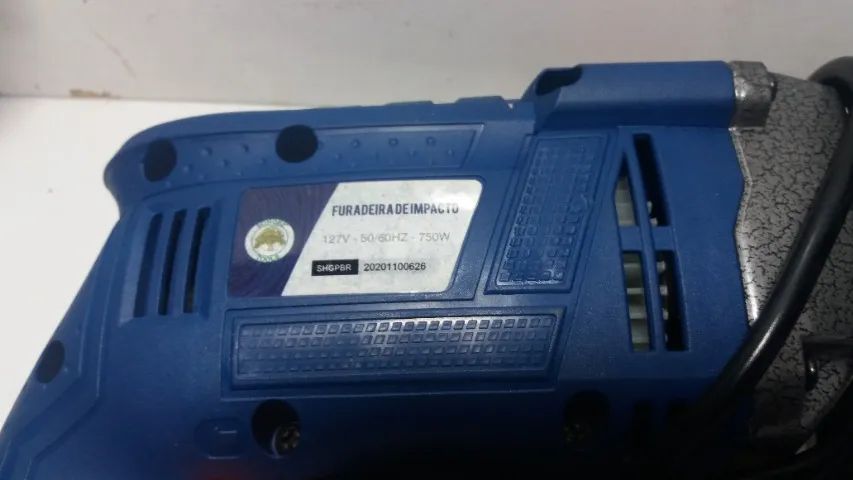 FURADEIRA DE IMPACTO
127V - 50/60HZ - 750W
SHGPBR 20201100626